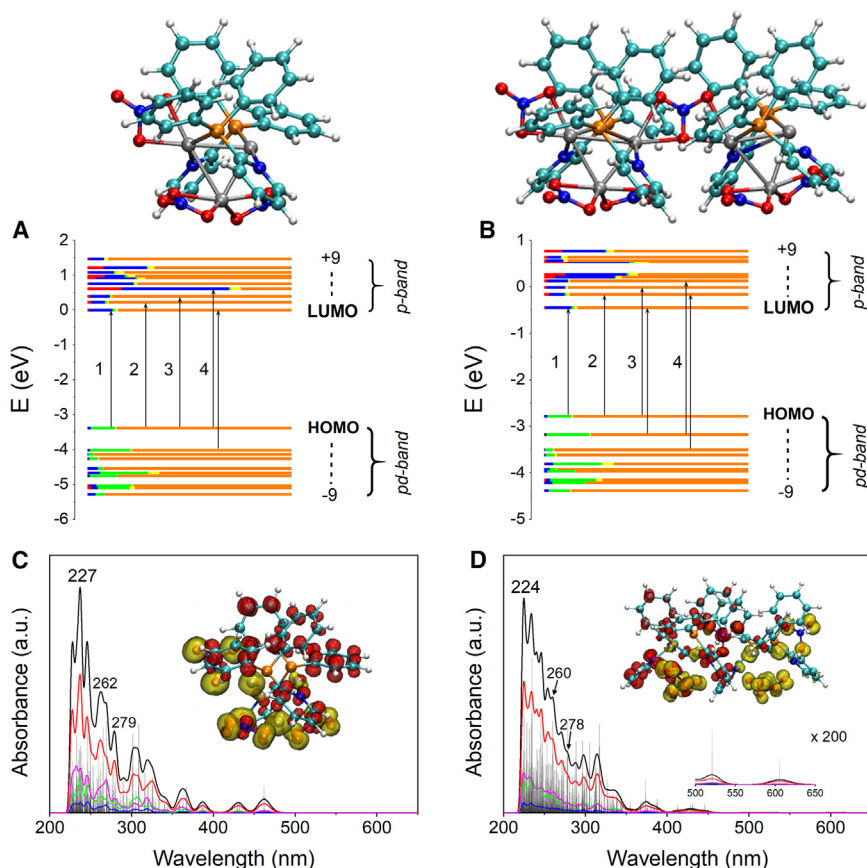 A
B
2
1
0
-1
-2
-3
-4
-5
-6
E (eV)
1
2
3
4
+9
LUMO
p-band
HOMO
-9
pd-band
1
0
-1
-2
-3
-4
-5
E (eV)
1
2
3
4
+9
LUMO
p-band
HOMO
-9
pd-band
C
227
262
279
Absorbance (a.u.)
200 300 400 500 600
Wavelength (nm)
D
224
260
278
x 200
500 550 600 650
Absorbance (a.u.)
200 300 400 500 600
Wavelength (nm)